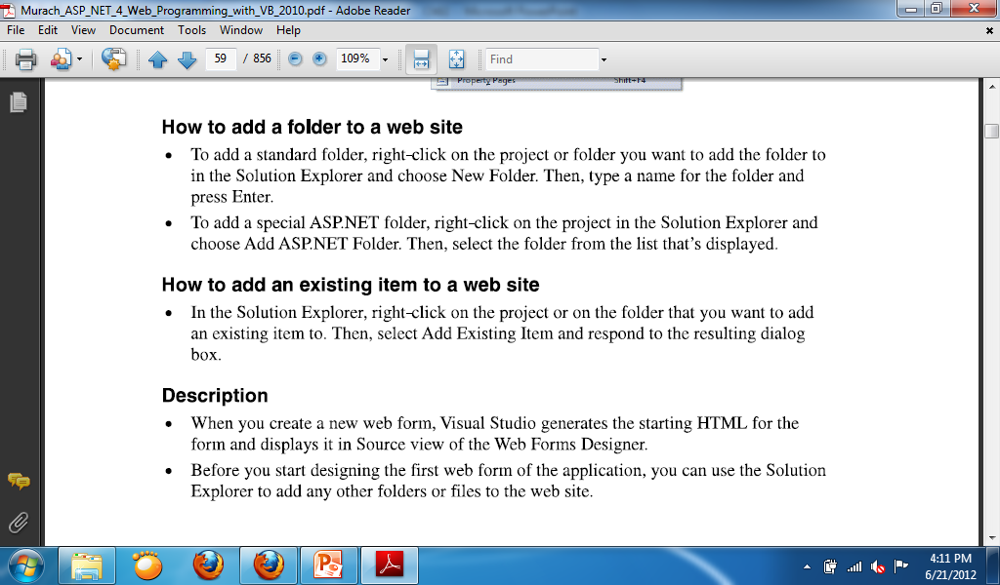 Murach_ASP_NET_4_Web_Programming_with_VB_2010.pdf - Adobe Reader
File Edit View Document Tools Window Help
59 / 856 109% Find
Property Pages Shift+F4
How to add a folder to a web site
• To add a standard folder, right-click on the project or folder you want to add the folder to
in the Solution Explorer and choose New Folder. Then, type a name for the folder and
press Enter.
• To add a special ASP.NET folder, right-click on the project in the Solution Explorer and
choose Add ASP.NET Folder. Then, select the folder from the list that's displayed.
How to add an existing item to a web site
• In the Solution Explorer, right-click on the project or on the folder that you want to add
an existing item to. Then, select Add Existing Item and respond to the resulting dialog
box.
Description
• When you create a new web form, Visual Studio generates the starting HTML for the
form and displays it in Source view of the Web Forms Designer.
• Before you start designing the first web form of the application, you can use the Solution
Explorer to add any other folders or files to the web site.
4:11 PM
6/21/2012